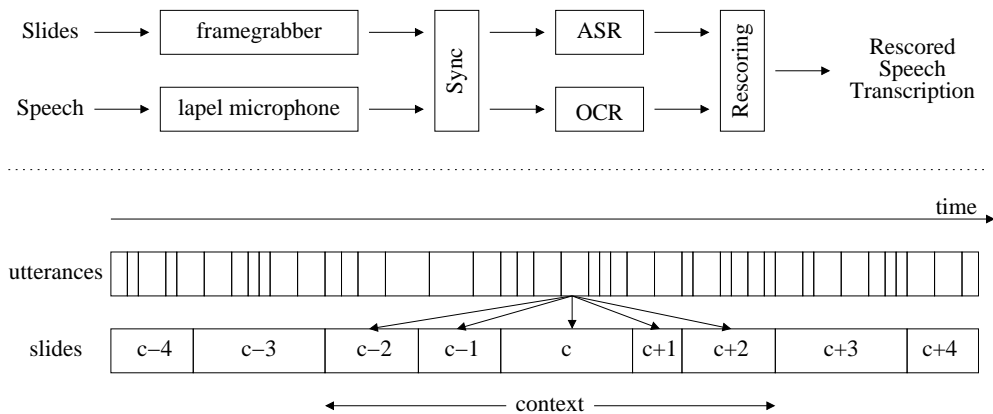 Slides
framegrabber
Sync
ASR
Rescoring
Rescored
Speech
Transcription
Speech
lapel microphone
OCR
time
utterances
slides
c−4
c−3
c−2
c−1
c
c+1
c+2
c+3
c+4
context